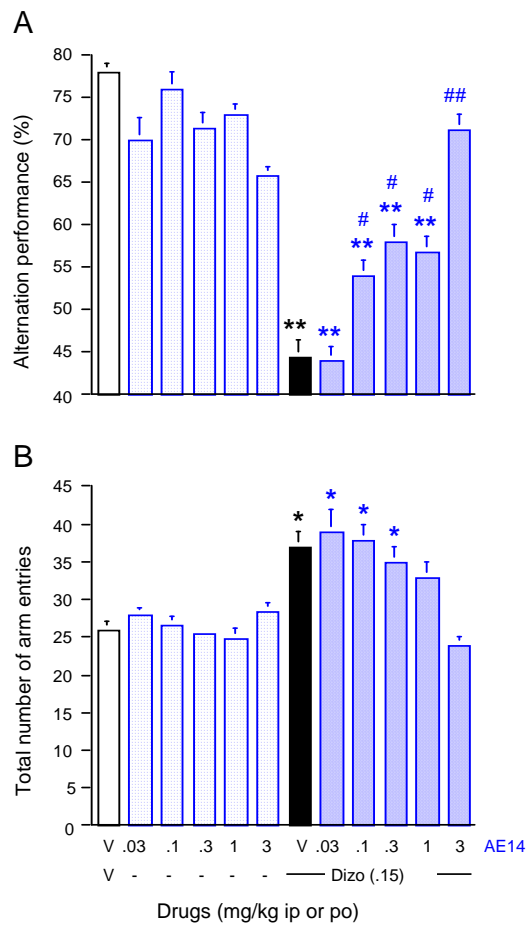 A
80
75
70
65
60
55
50
45
40
Alternation performance (%)
** ** ** # ** # ** # ##
B
45
40
35
30
25
20
15
10
5
0
Total number of arm entries
* * * *
V .03 .1 .3 1 3 V .03 .1 .3 1 3 AE14
V - - - - - Dizo (.15)
Drugs (mg/kg ip or po)